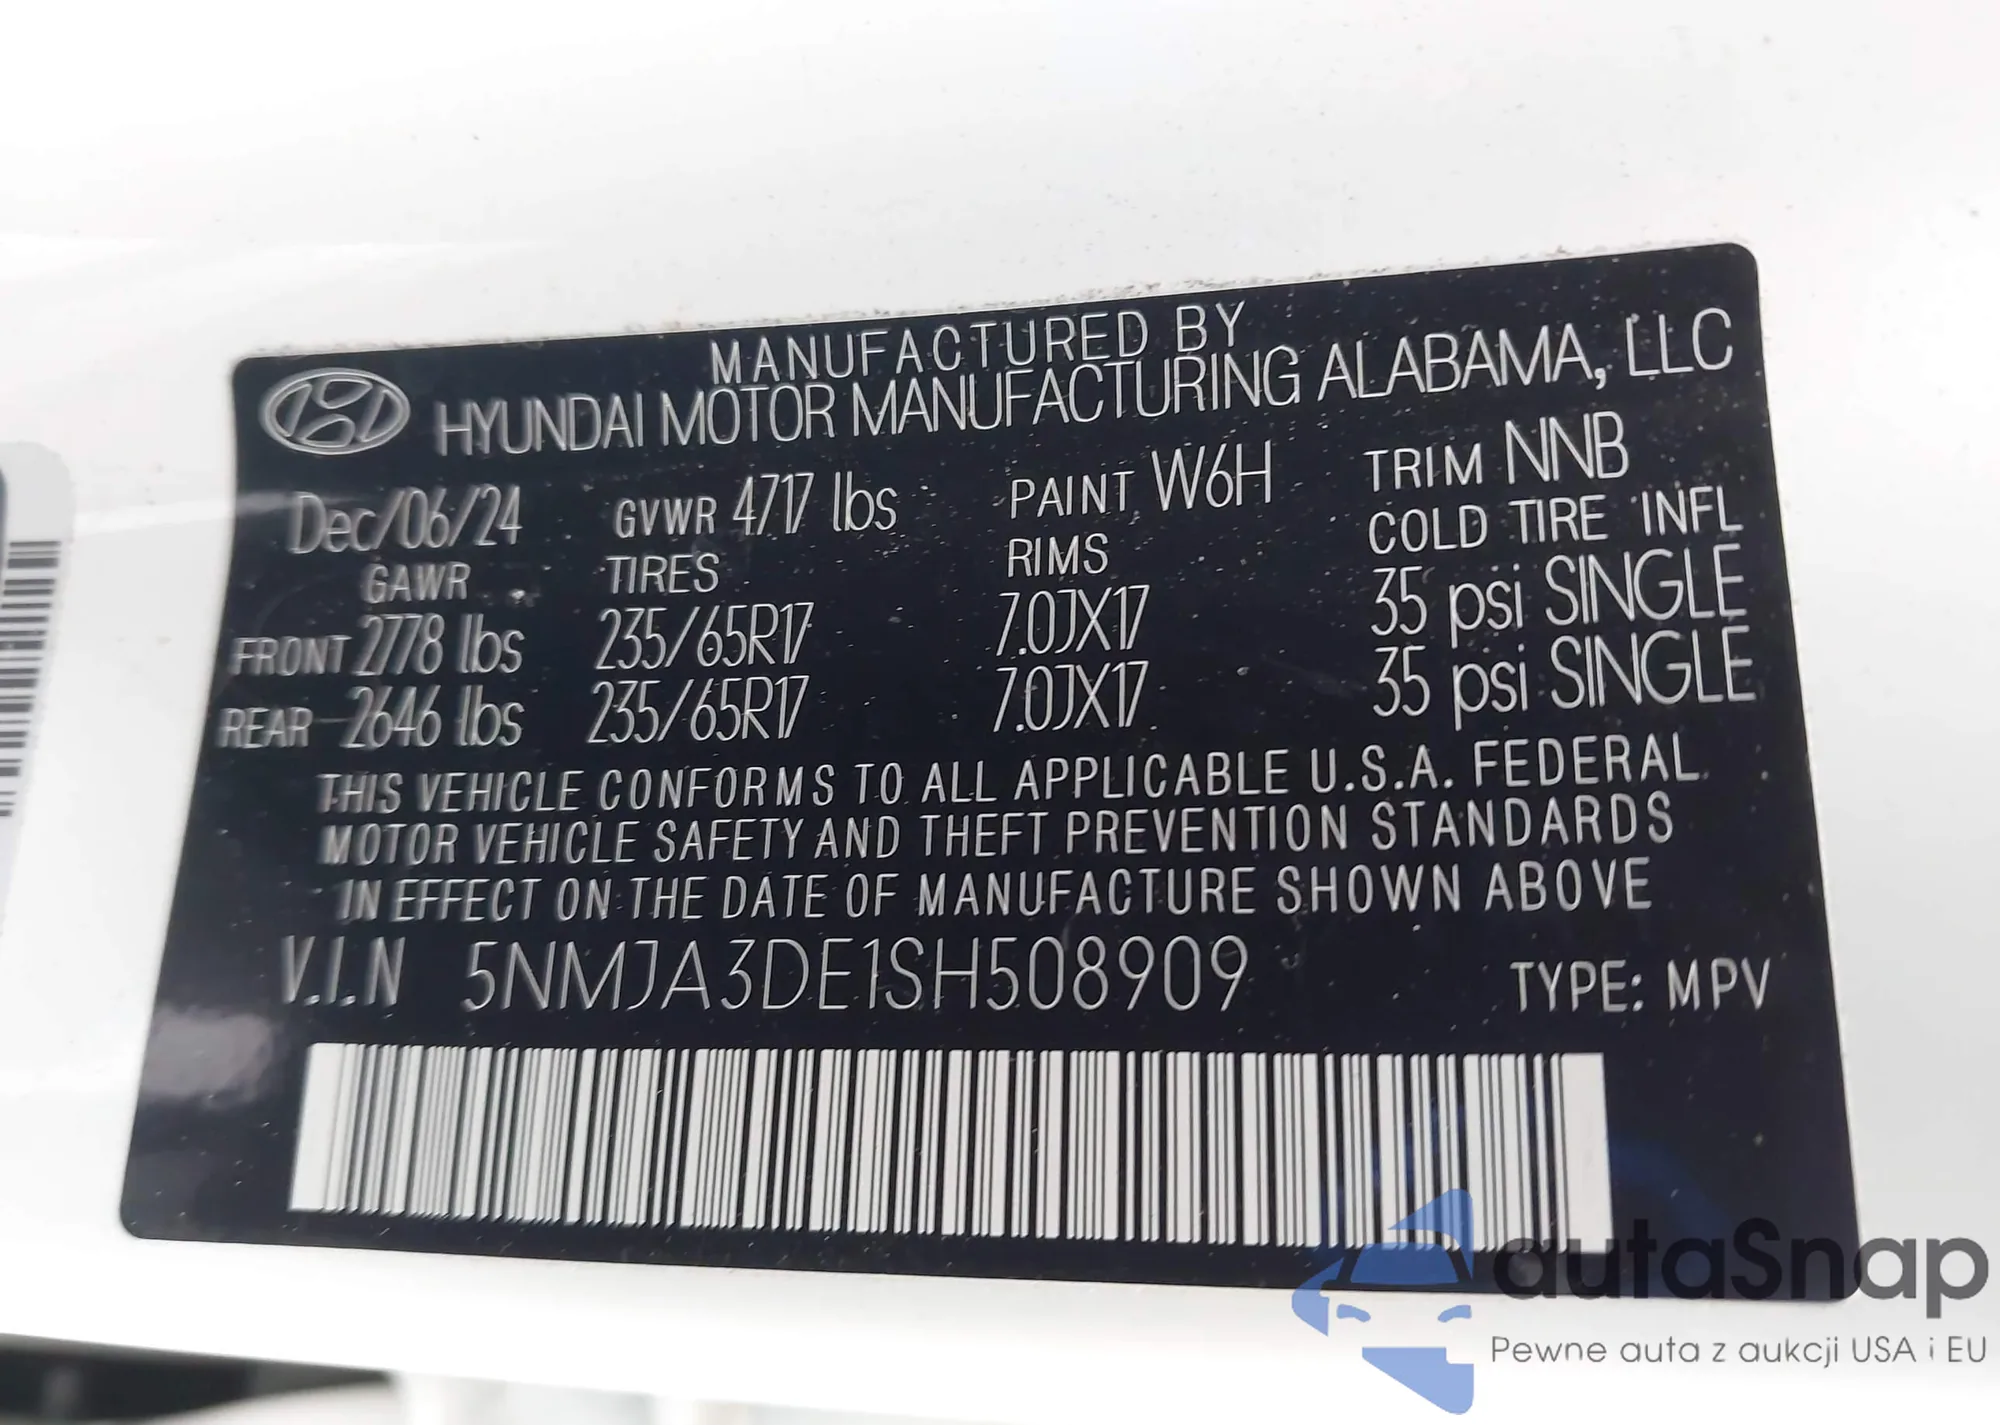 MANUFACTURED BY
HYUNDAI MOTOR MANUFACTURING ALABAMA, LLC
Dec/06/24 GVWR 4717 lbs PAINT W6H TRIM NNB
GAWR TIRES RIMS COLD TIRE INFL
FRONT 2778 lbs 235/65R17 7.0JX17 35 psi SINGLE
REAR 2646 lbs 235/65R17 7.0JX17 35 psi SINGLE
THIS VEHICLE CONFORMS TO ALL APPLICABLE U.S.A. FEDERAL
MOTOR VEHICLE SAFETY AND THEFT PREVENTION STANDARDS
IN EFFECT ON THE DATE OF MANUFACTURE SHOWN ABOVE
V.I.N 5NMJA3DE1SH508909 TYPE: MPV
autaSnap
Pewne auta z aukcji USA i EU